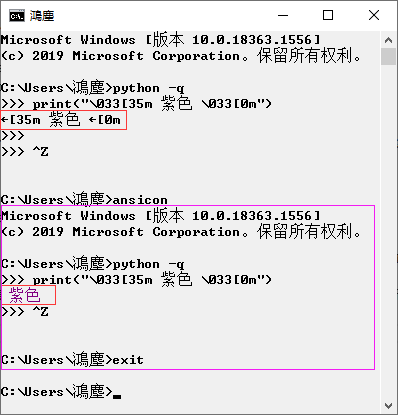 鴻塵
Microsoft Windows [版本 10.0.18363.1556]
(c) 2019 Microsoft Corporation。保留所有权利。
C:\Users\鴻塵>python -q
>>> print("\033[35m 紫色 \033[0m")
←[35m 紫色 ←[0m
>>>
>>> ^Z
C:\Users\鴻塵>ansicon
Microsoft Windows [版本 10.0.18363.1556]
(c) 2019 Microsoft Corporation。保留所有权利。
C:\Users\鴻塵>python -q
>>> print("\033[35m 紫色 \033[0m")
紫色
>>> ^Z
C:\Users\鴻塵>exit
C:\Users\鴻塵>